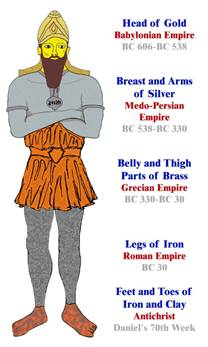 Head of Gold
Babylonian Empire
BC 606-BC 538
Breast and Arms
of Silver
Medo-Persian
Empire
BC 538-BC 330
Belly and Thigh
Parts of Brass
Grecian Empire
BC 330-BC 30
Legs of Iron
Roman Empire
BC 30
Feet and Toes of
Iron and Clay
Antichrist
Daniel's 70th Week